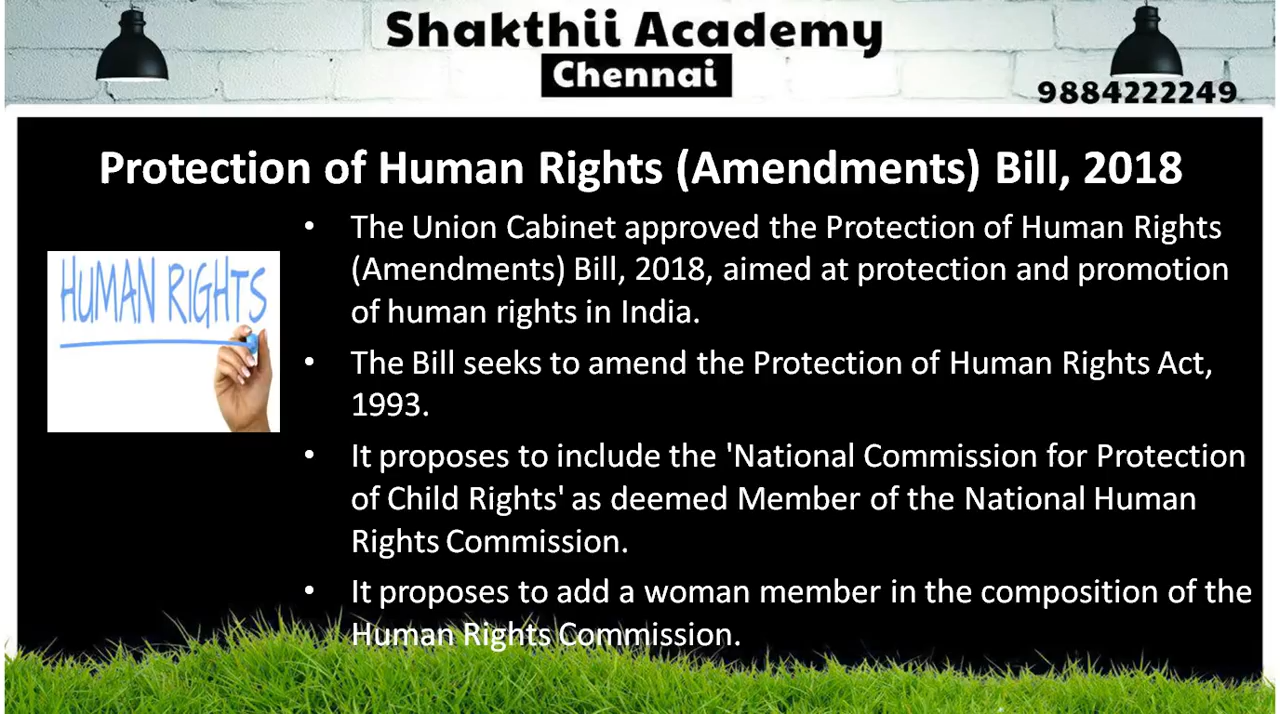 Shakthii Academy
Chennai
9884222249
Protection of Human Rights (Amendments) Bill, 2018
HUMAN RIGHTS
• The Union Cabinet approved the Protection of Human Rights
(Amendments) Bill, 2018, aimed at protection and promotion
of human rights in India.
• The Bill seeks to amend the Protection of Human Rights Act,
1993.
• It proposes to include the 'National Commission for Protection
of Child Rights' as deemed Member of the National Human
Rights Commission.
• It proposes to add a woman member in the composition of the
Human Rights Commission.